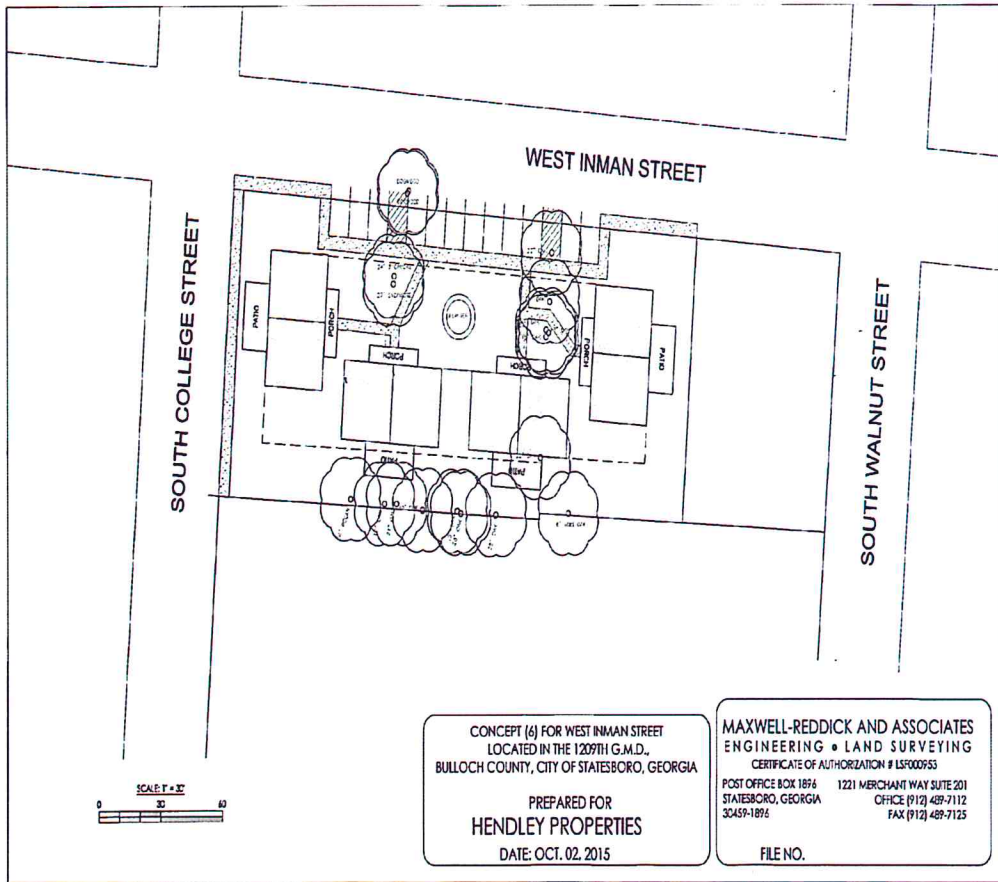 WEST INMAN STREET
SOUTH COLLEGE STREET
SOUTH WALNUT STREET
PATIO
PORCH
PORCH
PORCH
PORCH
PATIO
PATIO
PATIO
SCALE: 1" = 30'
0 30 60
CONCEPT (6) FOR WEST INMAN STREET
LOCATED IN THE 1209TH G.M.D.,
BULLOCH COUNTY, CITY OF STATESBORO, GEORGIA
PREPARED FOR
HENDLEY PROPERTIES
DATE: OCT. 02, 2015
MAXWELL-REDDICK AND ASSOCIATES
ENGINEERING • LAND SURVEYING
CERTIFICATE OF AUTHORIZATION # LSF000953
POST OFFICE BOX 1896 1221 MERCHANT WAY SUITE 201
STATESBORO, GEORGIA OFFICE (912) 489-7112
30459-1896 FAX (912) 489-7125
FILE NO.